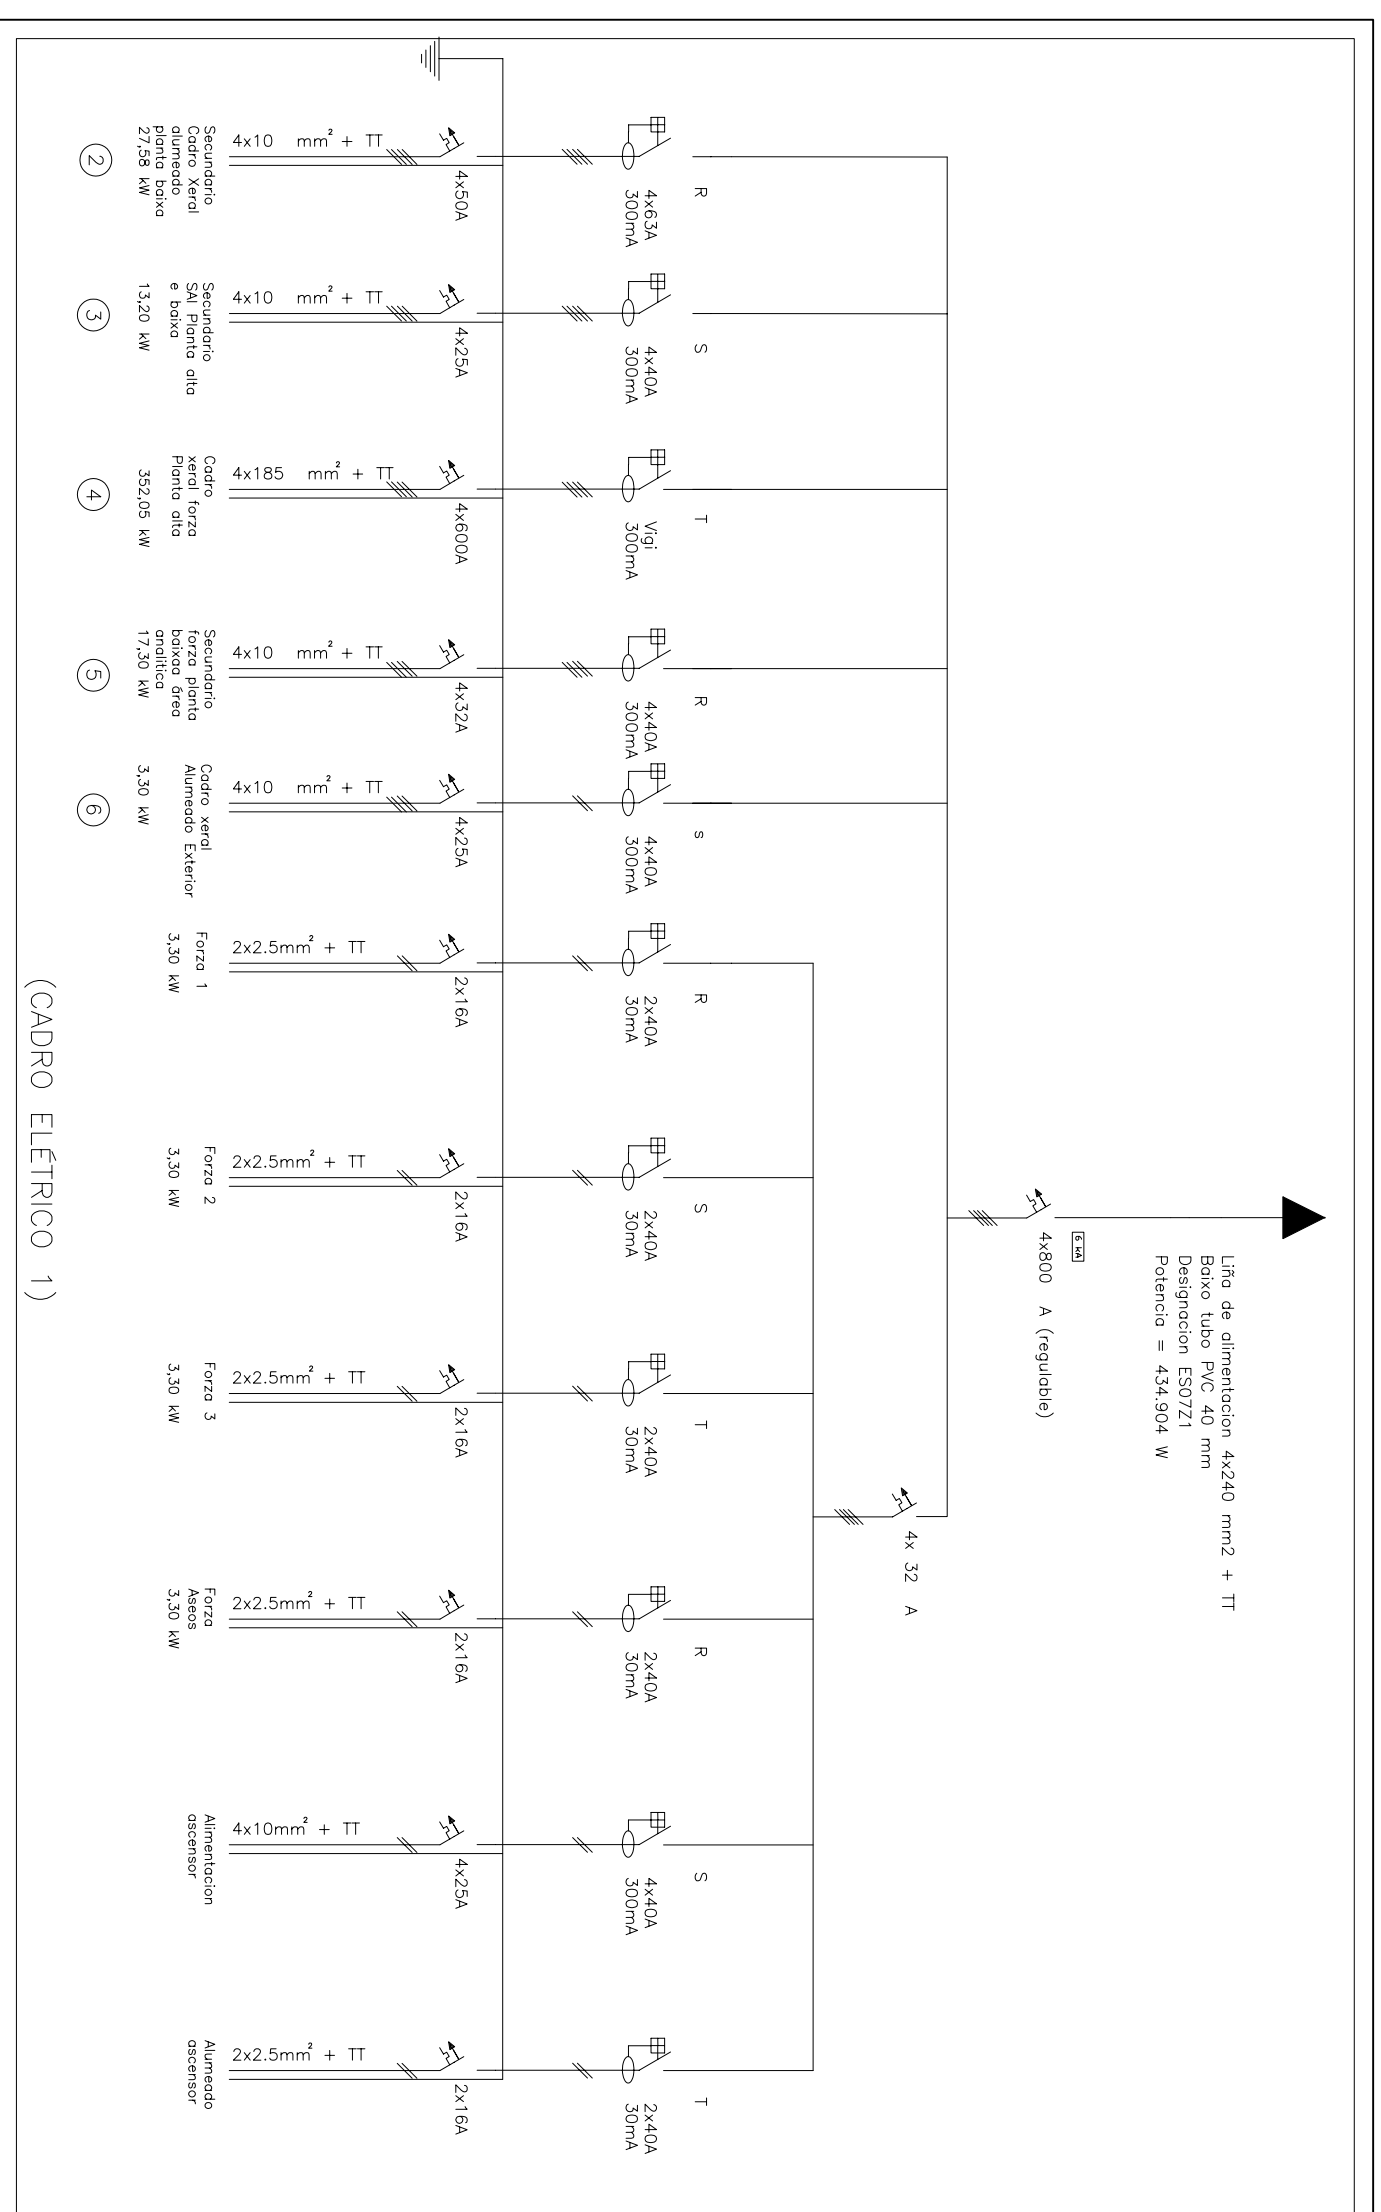 Liña de alimentacion 4x240 mm2 + TT
Baixo tubo PVC 40 mm
Designacion ES07Z1
Potencia = 434.904 W
6 kA
4x800 A (regulable)
4x 32 A
R
4x63A
300mA
4x50A
4x10 mm² + TT
Secundario
Cadro Xeral
alumeado
planta baixa
27,58 kW
2
S
4x40A
300mA
4x25A
4x10 mm² + TT
Secundario
SAI Planta alta
e baixa
13,20 kW
3
T
Vigi
300mA
4x600A
4x185 mm² + TT
Cadro
xeral forza
Planta alta
352,05 kW
4
R
4x40A
300mA
4x32A
4x10 mm² + TT
Secundario
forza planta
baixaa área
analitica
17,30 kW
5
s
4x40A
300mA
4x25A
4x10 mm² + TT
Cadro xeral
Alumeado Exterior
3,30 kW
6
R
2x40A
30mA
2x16A
2x2.5mm² + TT
Forza 1
3,30 kW
S
2x40A
30mA
2x16A
2x2.5mm² + TT
Forza 2
3,30 kW
T
2x40A
30mA
2x16A
2x2.5mm² + TT
Forza 3
3,30 kW
R
2x40A
30mA
2x16A
2x2.5mm² + TT
Forza
Aseos
3,30 kW
S
4x40A
300mA
4x25A
4x10mm² + TT
Alimentacion
ascensor
T
2x40A
30mA
2x16A
2x2.5mm² + TT
Alumeado
ascensor
(CADRO ELÉTRICO 1)